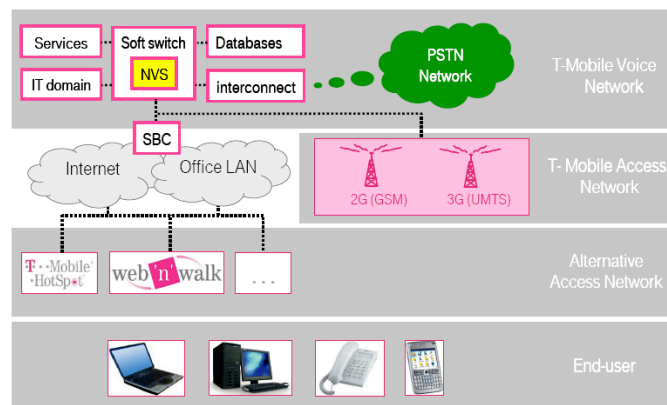 Services
Soft switch
Databases
NVS
IT domain
interconnect
PSTN
Network
T-Mobile Voice
Network
SBC
Internet
Office LAN
2G (GSM)
3G (UMTS)
T- Mobile Access
Network
T··Mobile·
·HotSpot·
web'n'walk
...
Alternative
Access Network
End-user